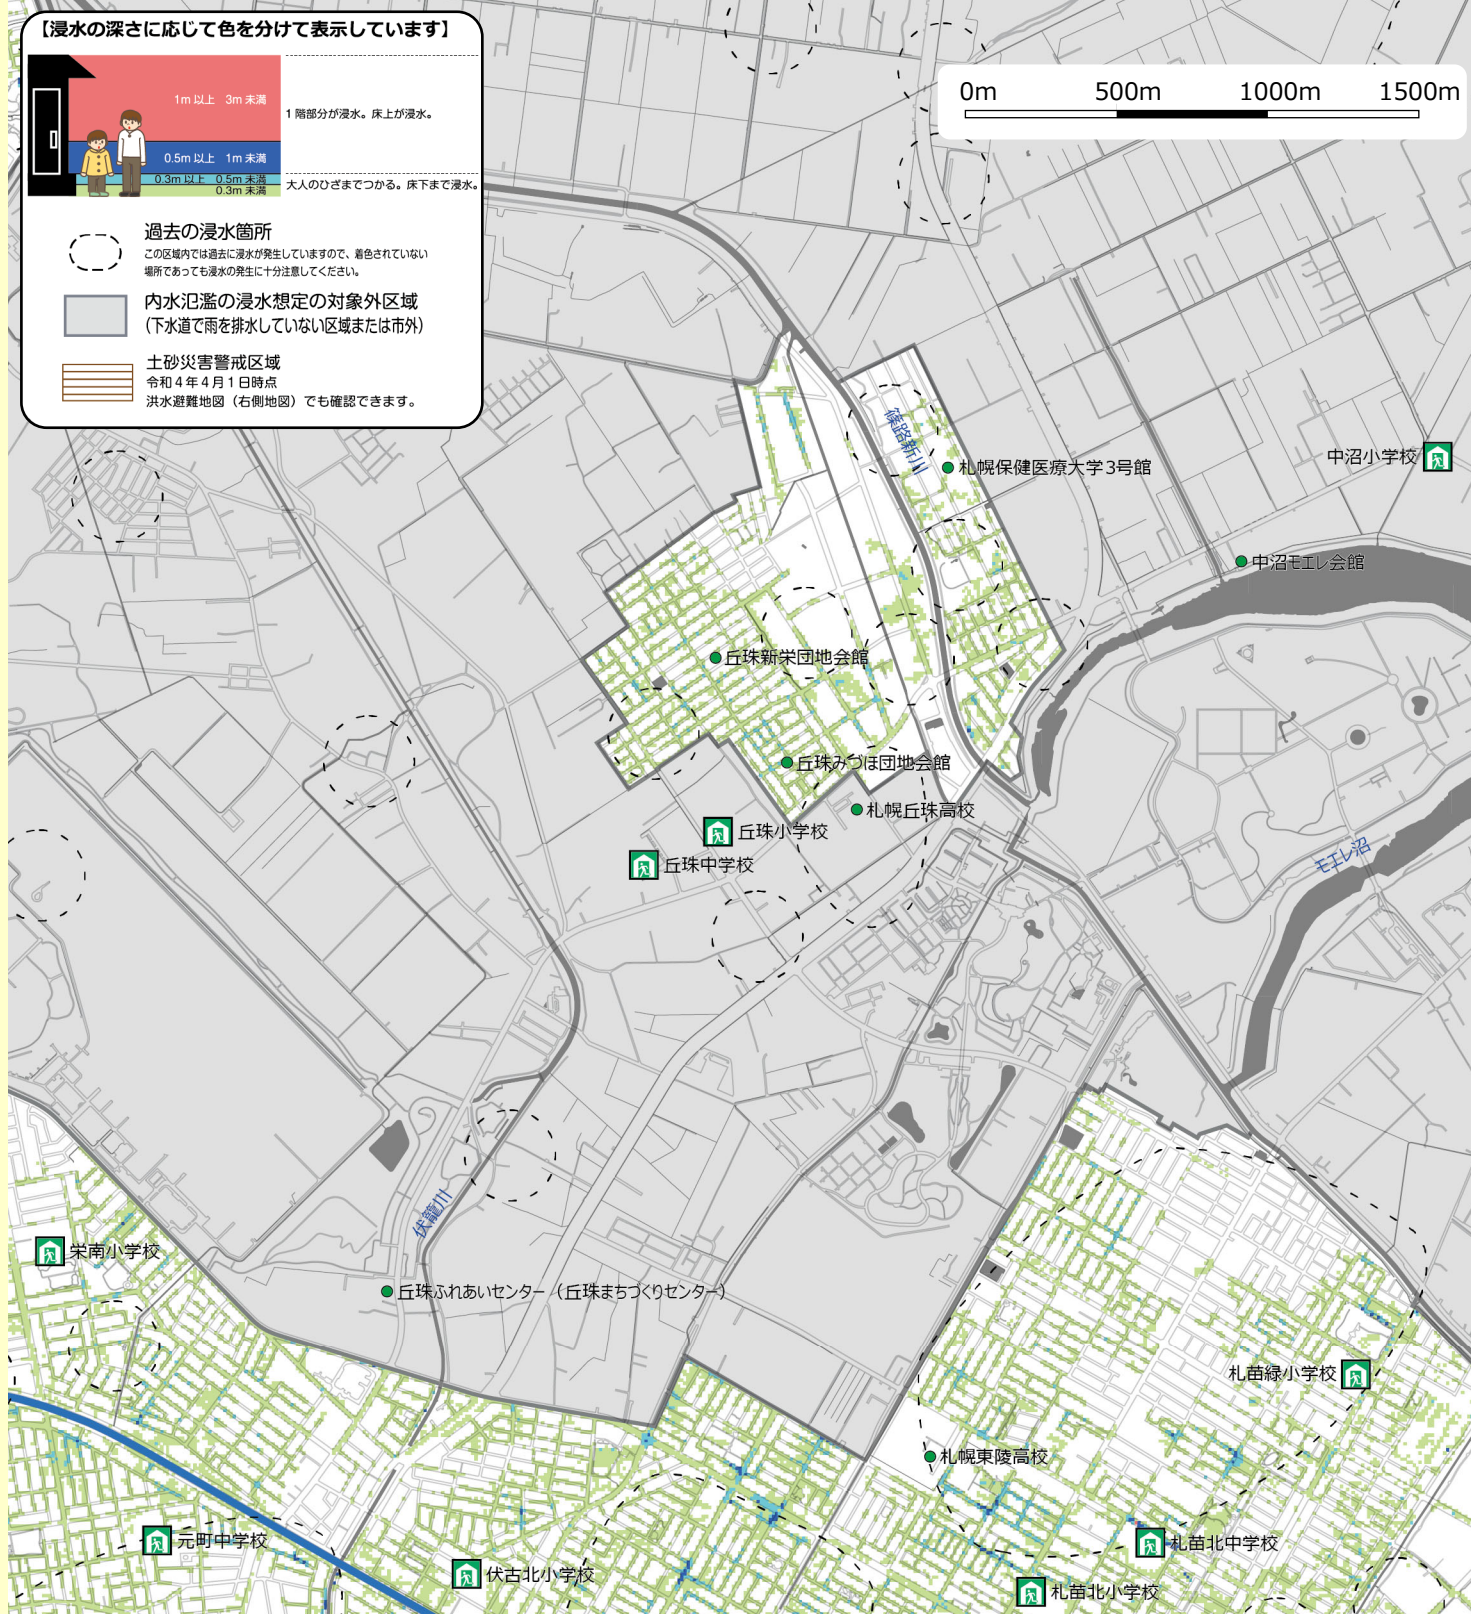 【浸水の深さに応じて色を分けて表示しています】
1m 以上 3m 未満
1階部分が浸水。床上が浸水。
0.5m 以上 1m 未満
0.3m 以上 0.5m 未満
0.3m 未満
大人のひざまでつかる。床下まで浸水。
過去の浸水箇所
この区域内では過去に浸水が発生していますので、着色されていない
場所であっても浸水の発生に十分注意してください。
内水氾濫の浸水想定の対象外区域
(下水道で雨を排水していない区域または市外)
土砂災害警戒区域
令和4年4月1日時点
洪水避難地図(右側地図)でも確認できます。
0m 500m 1000m 1500m
篠路新川
札幌保健医療大学3号館
中沼小学校
中沼モエレ会館
丘珠新栄団地会館
丘珠みづほ団地会館
札幌丘珠高校
丘珠小学校
丘珠中学校
モエレ沼
伏籠川
栄南小学校
丘珠ふれあいセンター(丘珠まちづくりセンター)
札苗緑小学校
札幌東陵高校
元町中学校
札苗北中学校
伏古北小学校
札苗北小学校